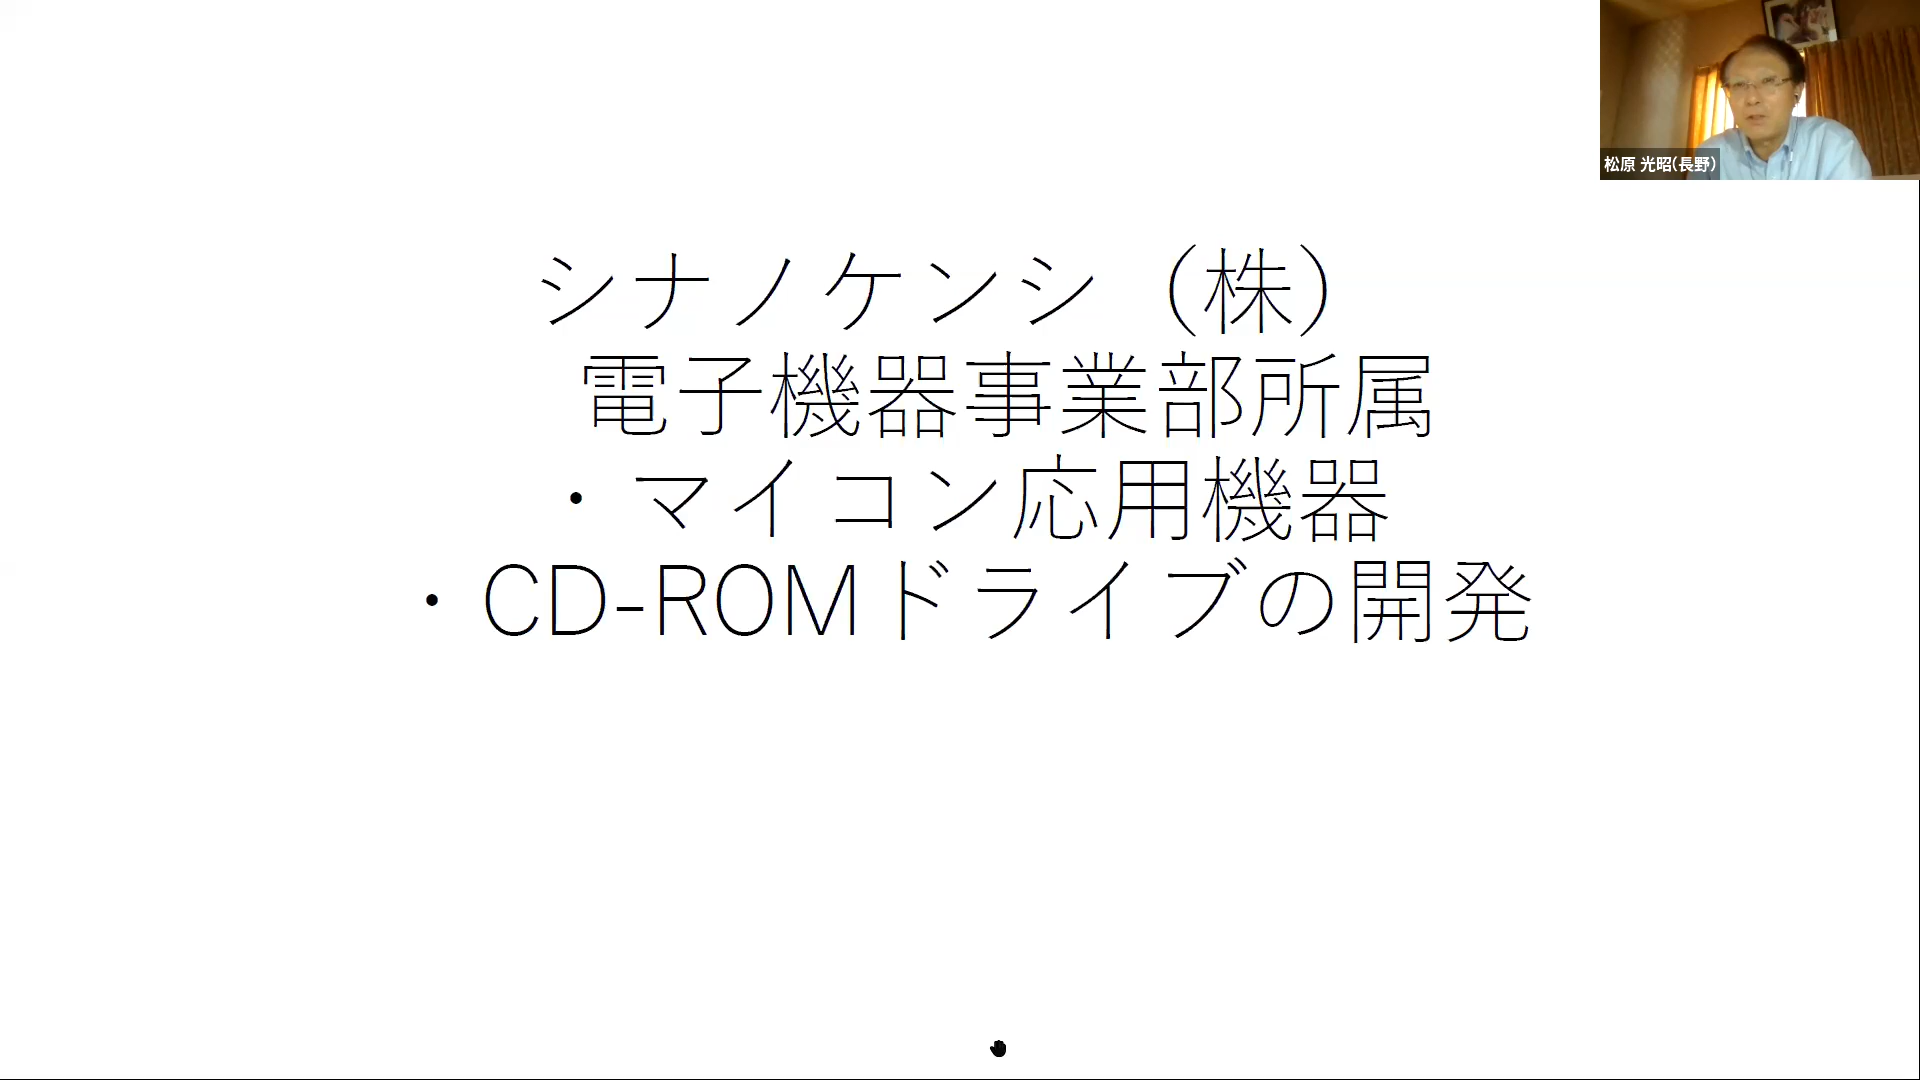 松原 光昭(長野)
シナノケンシ（株）
電子機器事業部所属
・マイコン応用機器
・CD-ROMドライブの開発